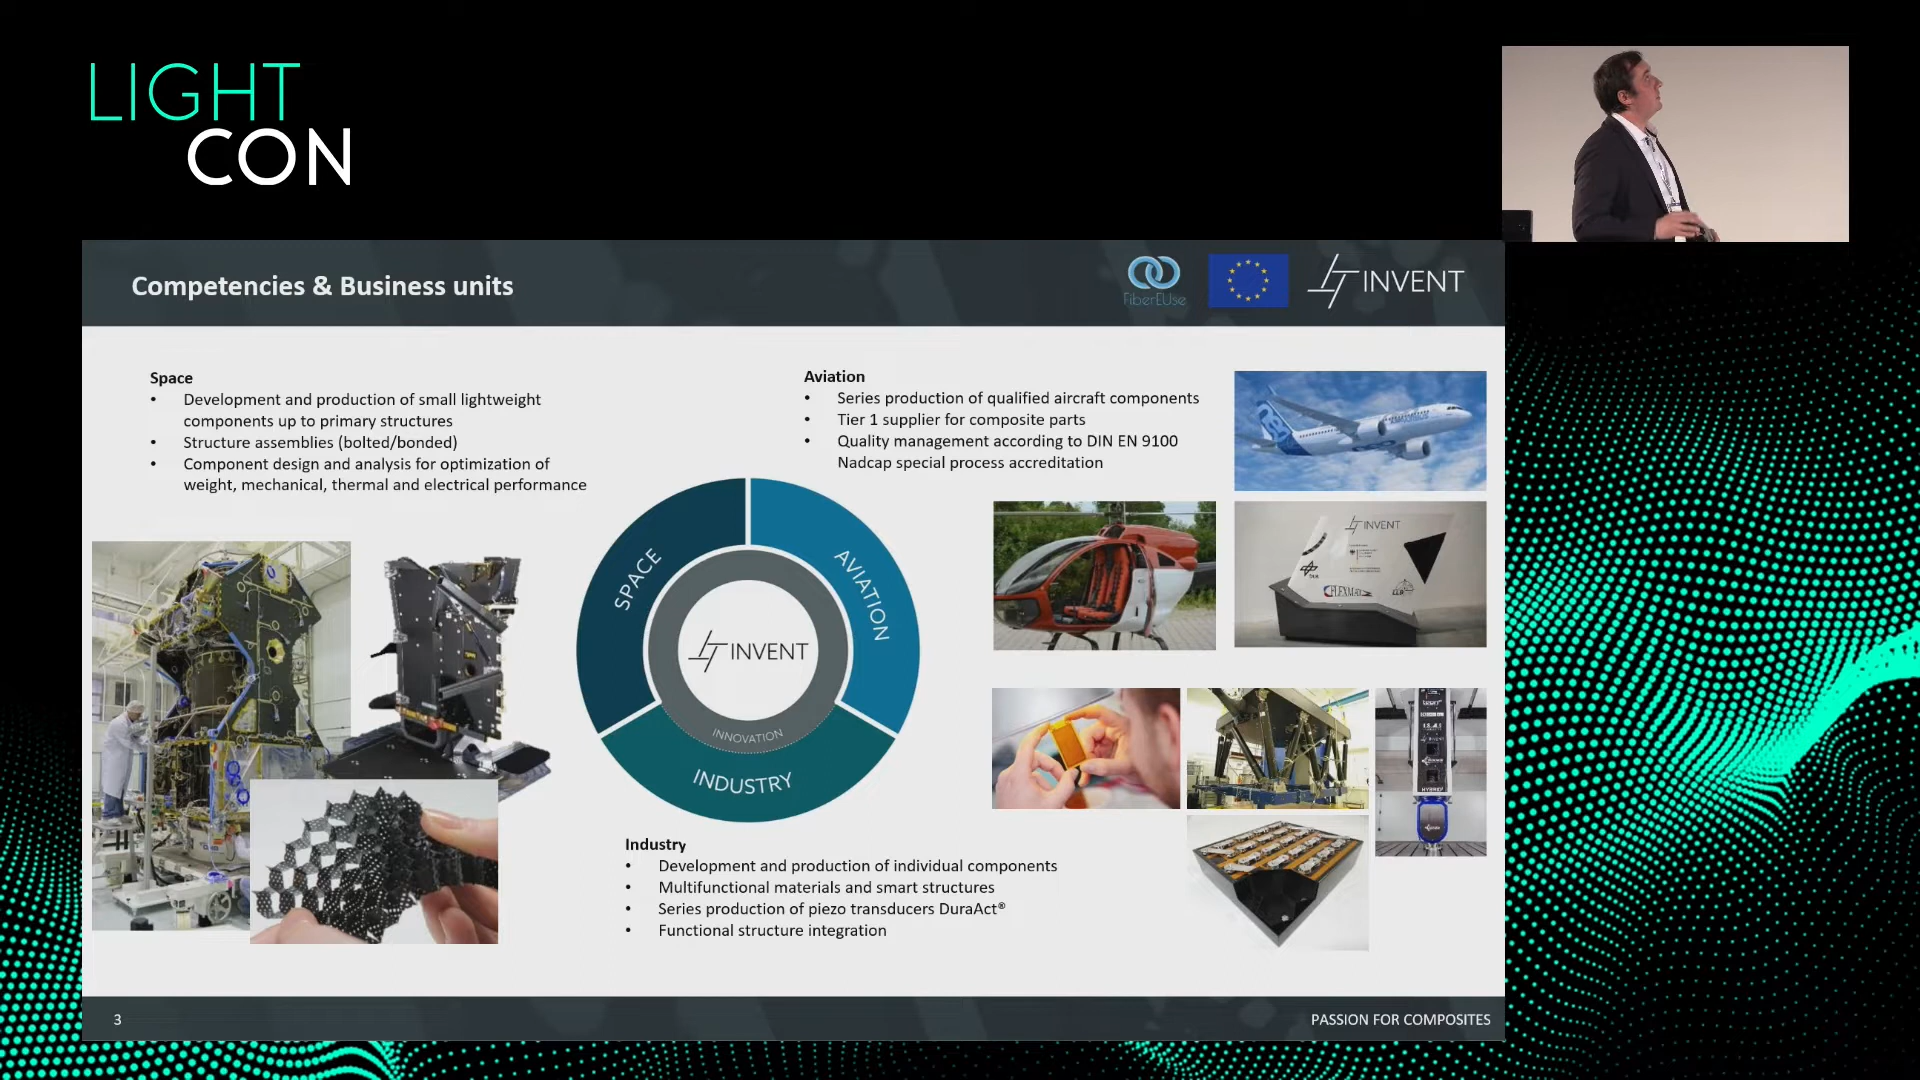 LIGHT
CON
Competencies & Business units
FiberEUse
INVENT
Space
• Development and production of small lightweight
components up to primary structures
• Structure assemblies (bolted/bonded)
• Component design and analysis for optimization of
weight, mechanical, thermal and electrical performance
Aviation
• Series production of qualified aircraft components
• Tier 1 supplier for composite parts
• Quality management according to DIN EN 9100
Nadcap special process accreditation
SPACE
AVIATION
INVENT
INNOVATION
INDUSTRY
INVENT
Industry
• Development and production of individual components
• Multifunctional materials and smart structures
• Series production of piezo transducers DuraAct®
• Functional structure integration
3
PASSION FOR COMPOSITES